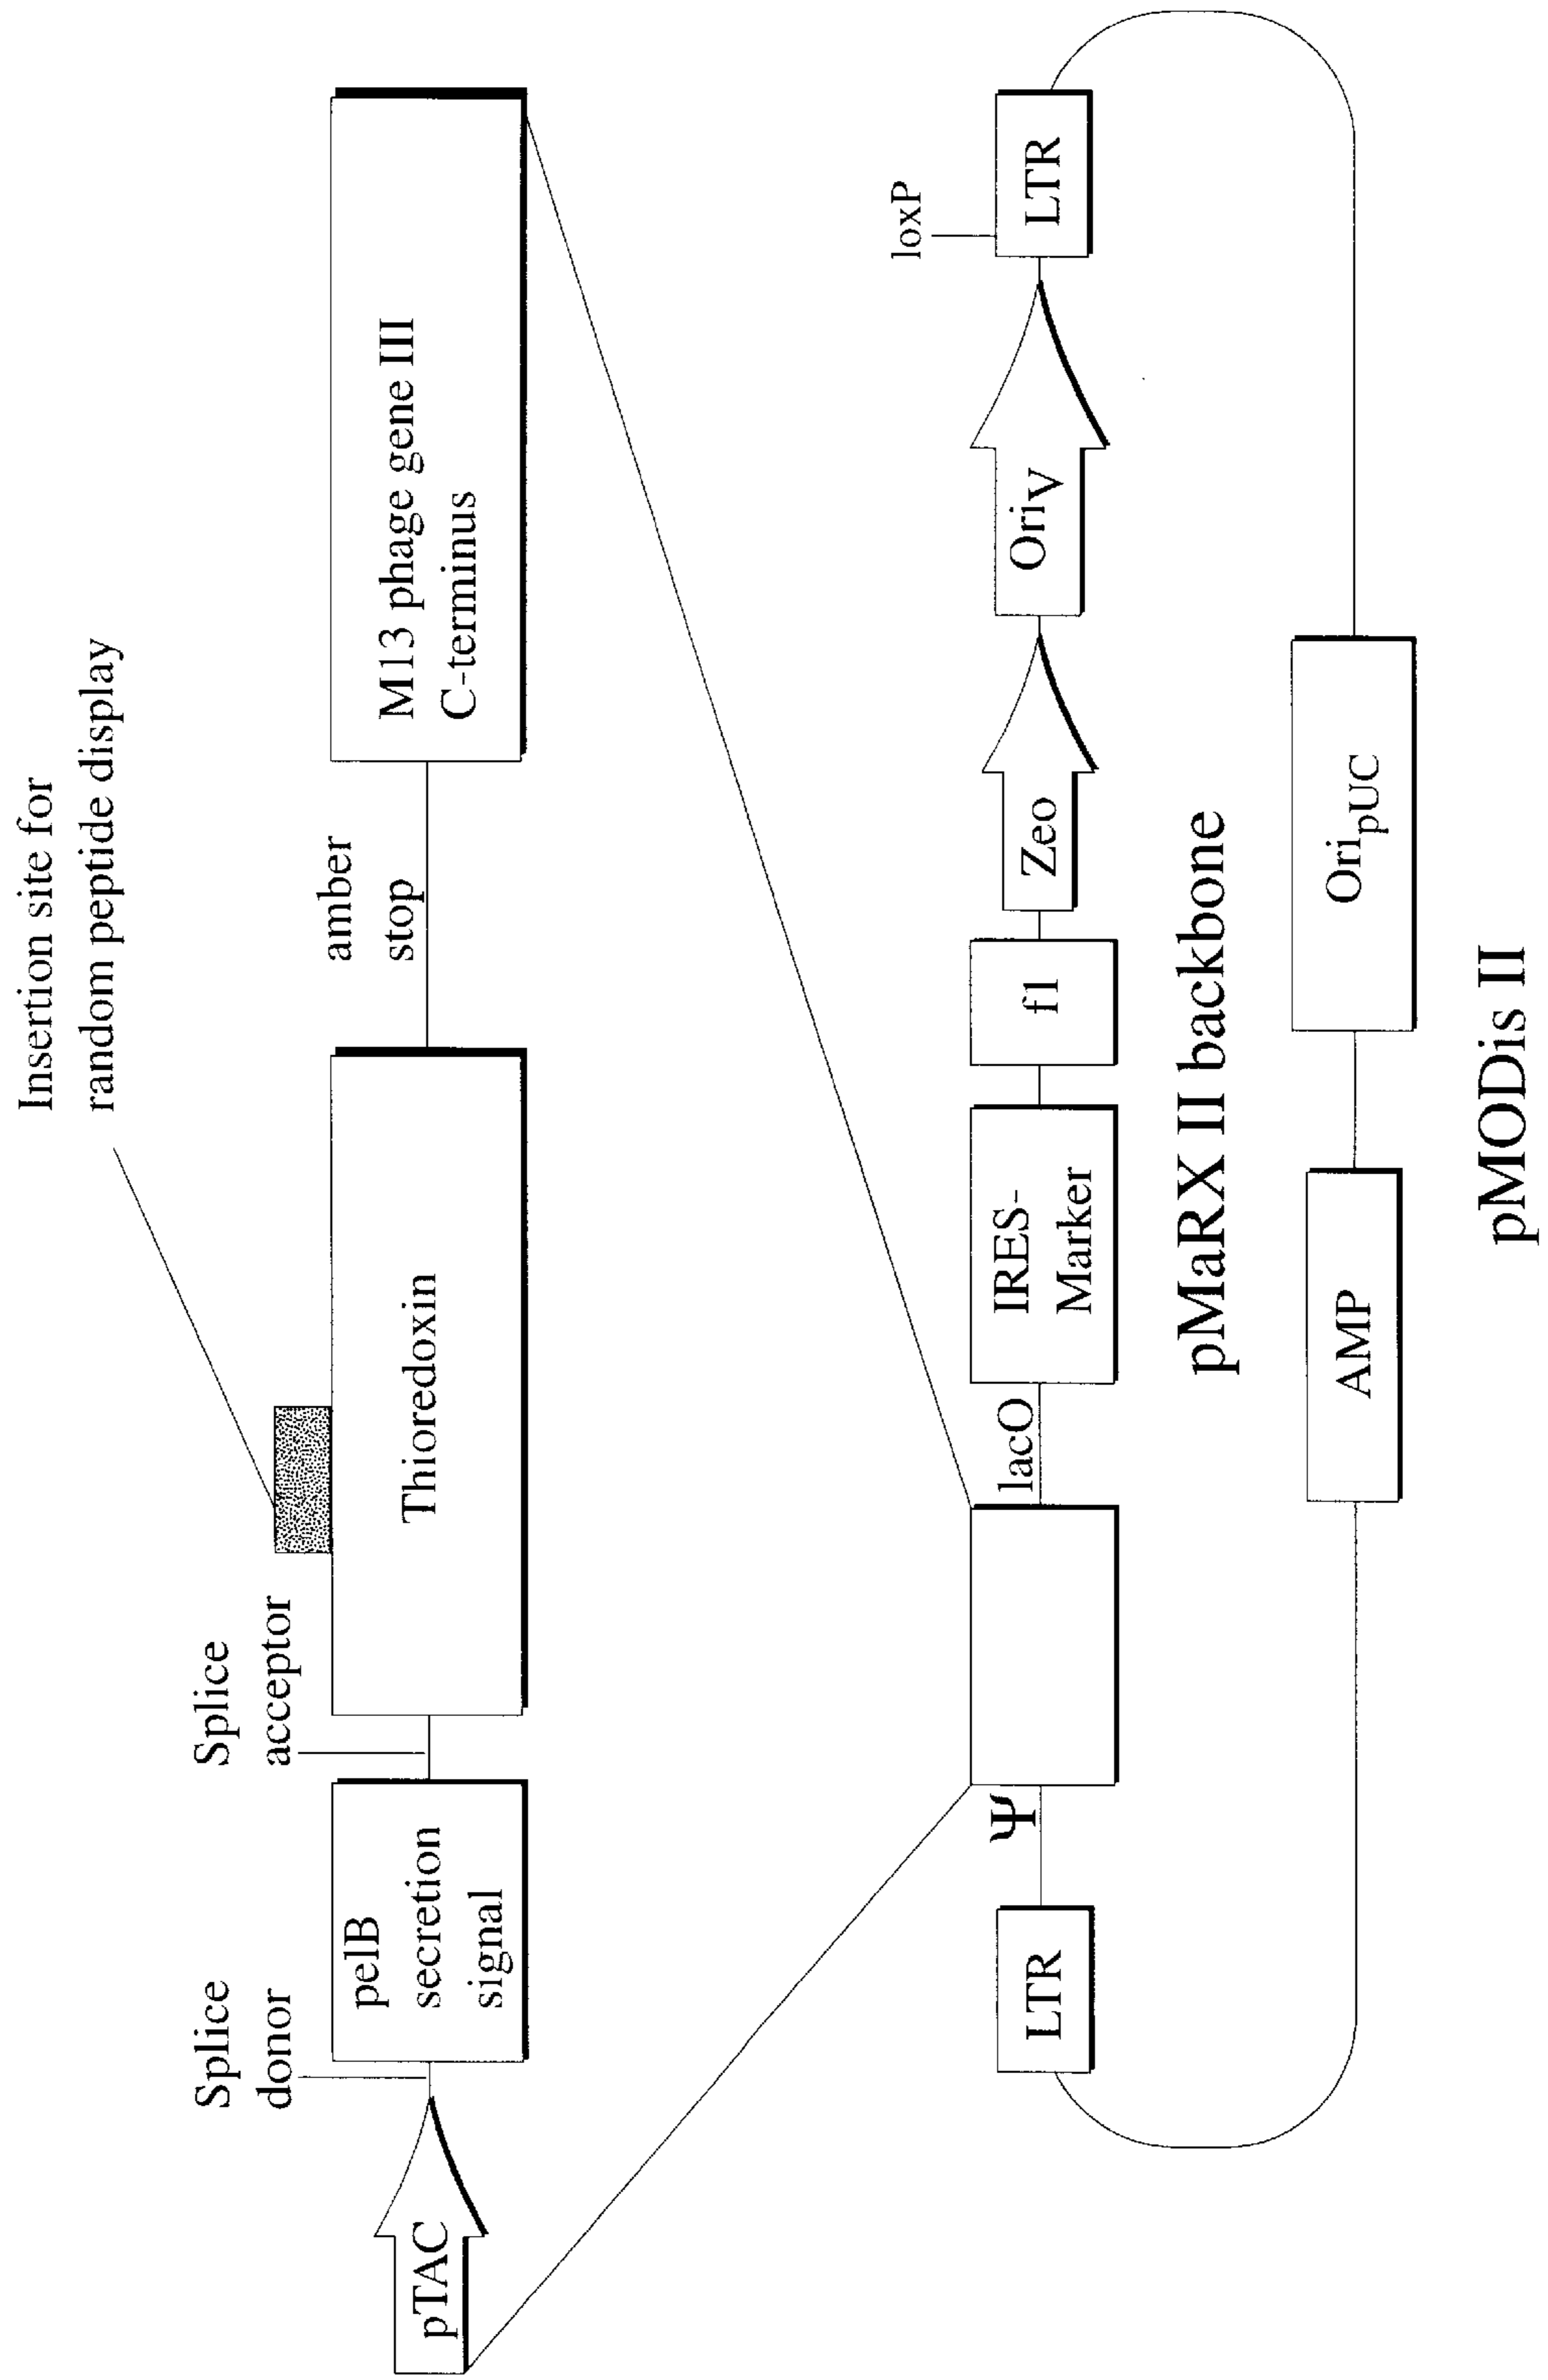 Insertion site for
random peptide display
Splice
donor
Splice
acceptor
amber
stop
pTAC
pelB
secretion
signal
Thioredoxin
M13 phage gene III
C-terminus
loxP
LTR
Ψ
lacO
IRES-
Marker
f1
Zeo
OriV
LTR
pMaRX II backbone
AMP
OripUC
pMODis II